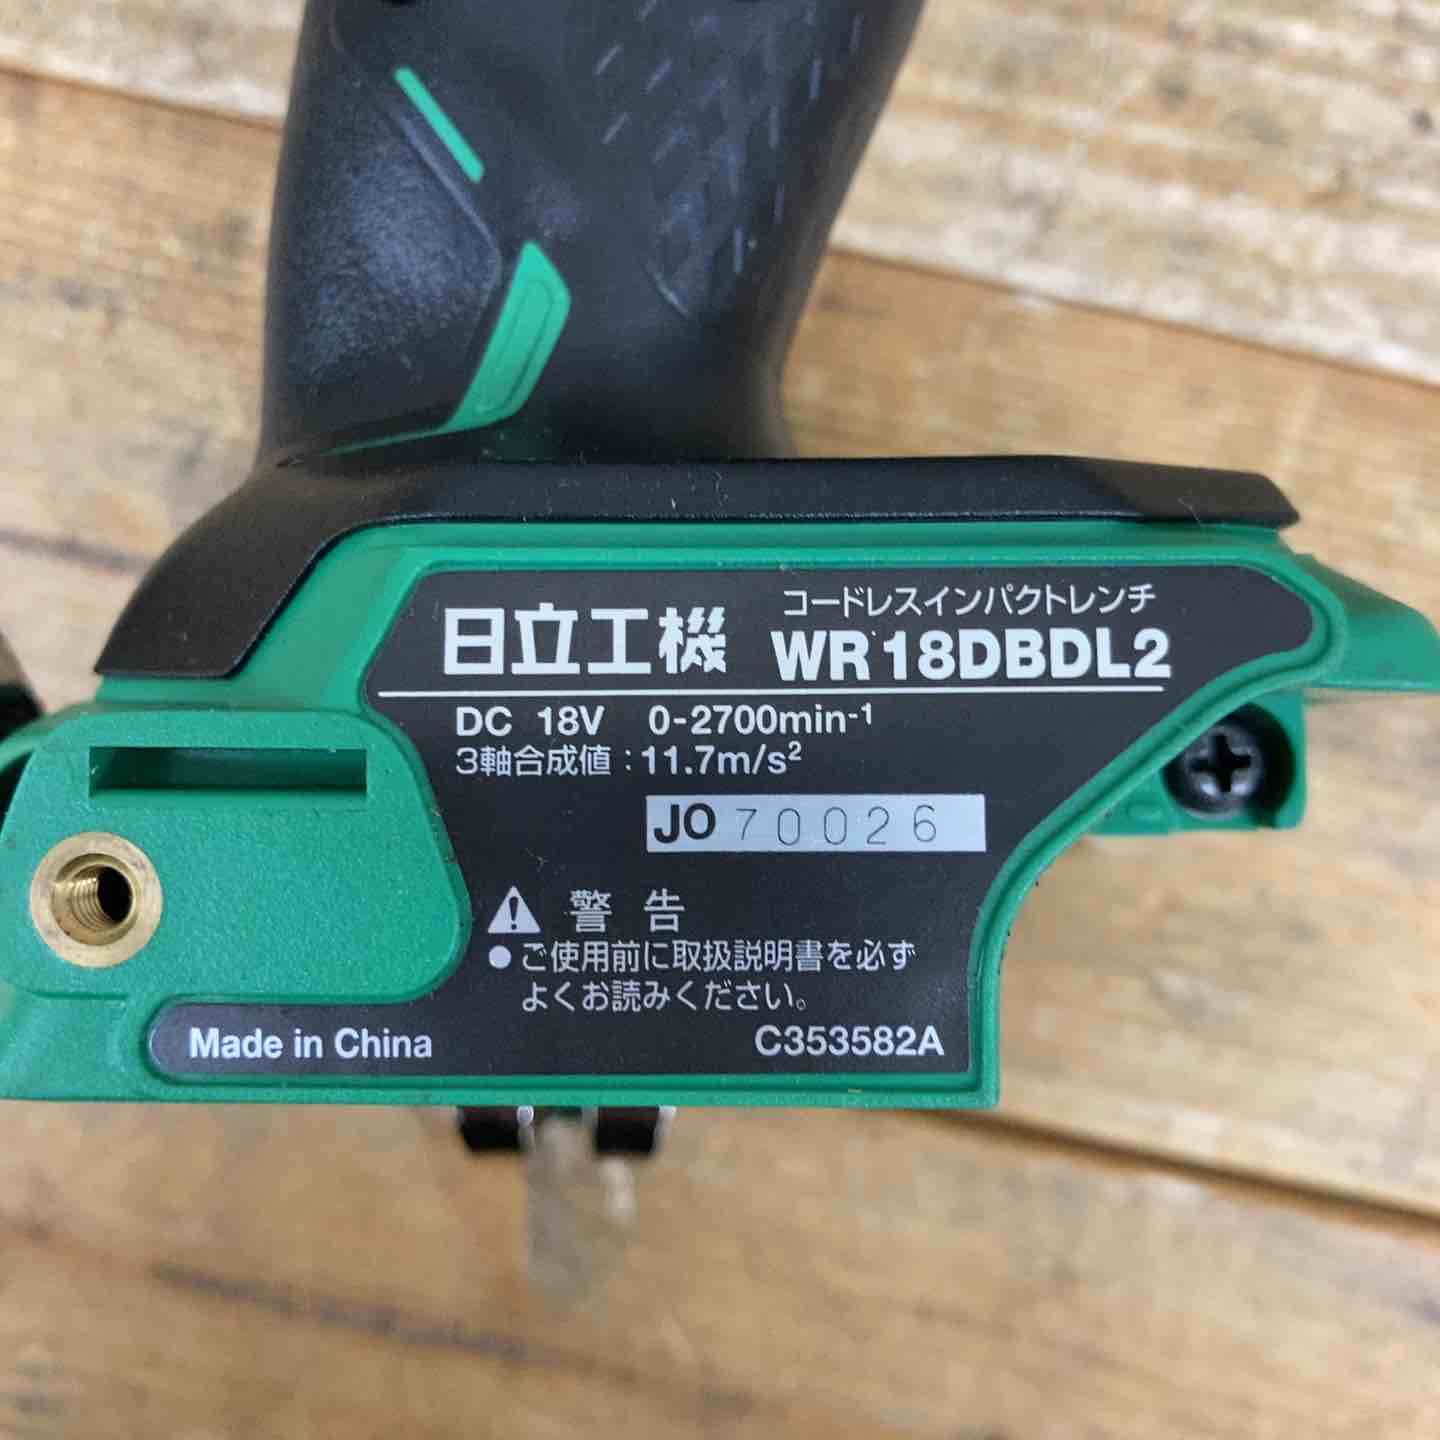 コードレスインパクトレンチ
日立工機 WR18DBDL2
DC 18V 0-2700min-1
3軸合成値：11.7m/s²
JO 70026
警告
●ご使用前に取扱説明書を必ず
よくお読みください。
Made in China C353582A